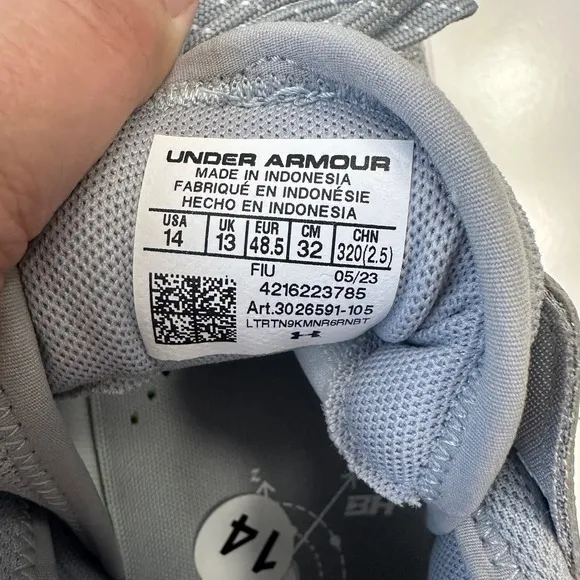 UNDER ARMOUR
MADE IN INDONESIA
FABRIQUÉ EN INDONÉSIE
HECHO EN INDONESIA
USA UK EUR CM CHN
14 13 48.5 32 320(2.5)
FIU 05/23
4216223785
Art.3026591-105
LTRTN9KMNR6RNBT
14